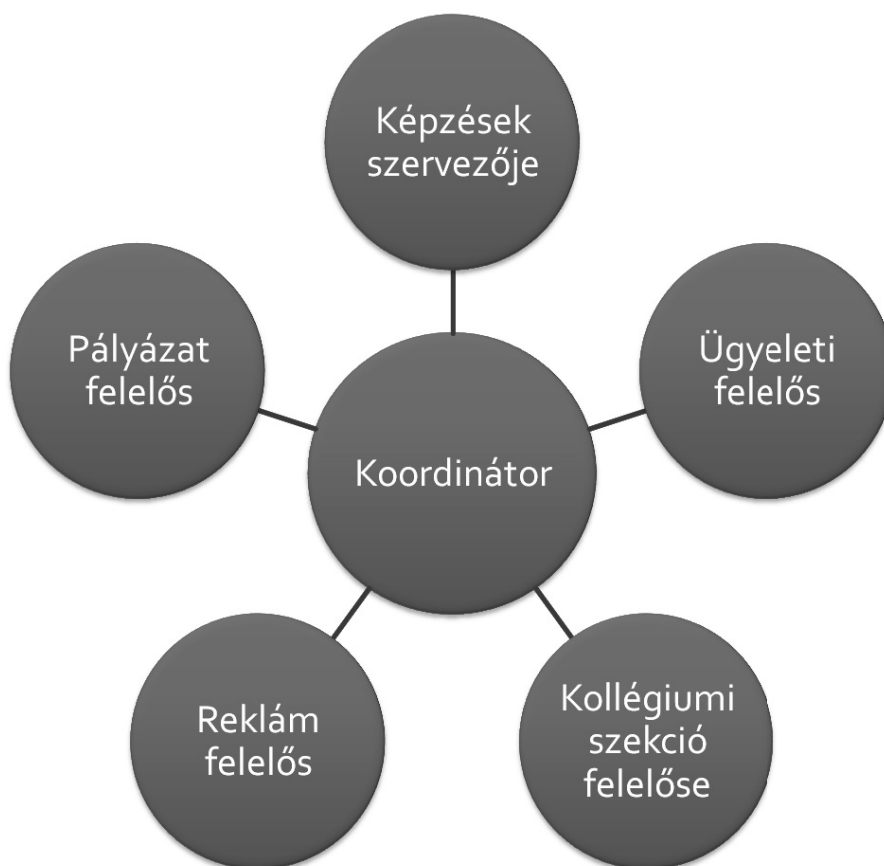 Képzések
szervezője
Pályázat
felelős
Ügyeleti
felelős
Koordinátor
Reklám
felelős
Kollégiumi
szekció
felelőse